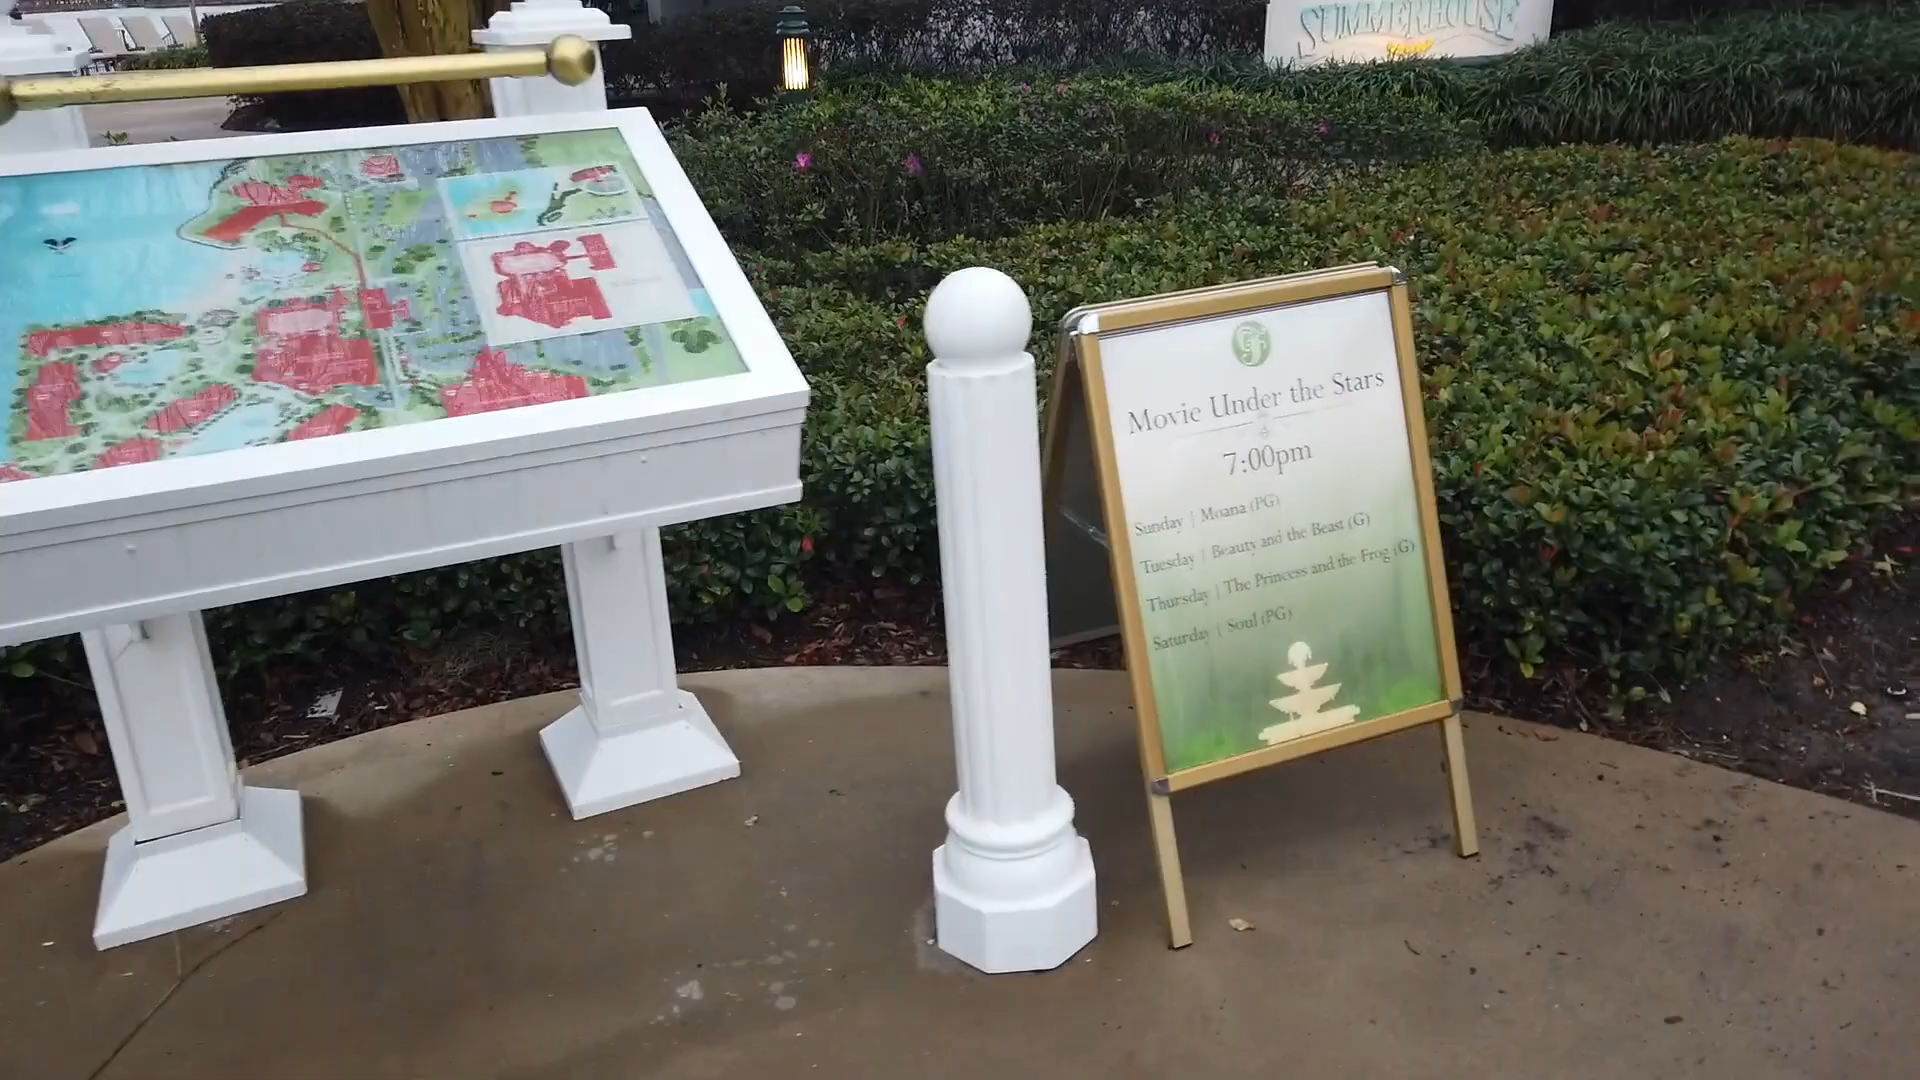 SUMMERHOUSE
GF
Movie Under the Stars
7:00pm
Sunday | Moana (PG)
Tuesday | Beauty and the Beast (G)
Thursday | The Princess and the Frog (G)
Saturday | Soul (PG)